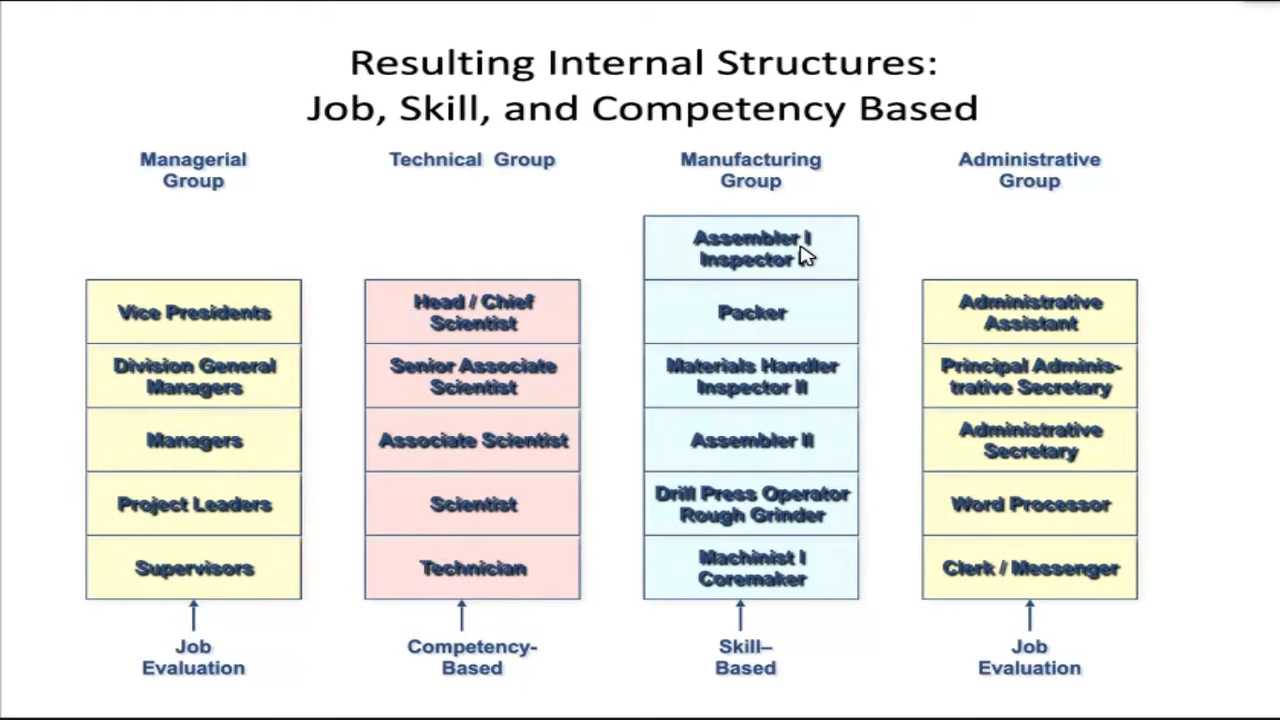 Resulting Internal Structures:
Job, Skill, and Competency Based
Managerial
Group
Vice Presidents
Division General
Managers
Managers
Project Leaders
Supervisors
Job
Evaluation
Technical Group
Head / Chief
Scientist
Senior Associate
Scientist
Associate Scientist
Scientist
Technician
Competency-
Based
Manufacturing
Group
Assembler I
Inspector
Packer
Materials Handler
Inspector II
Assembler II
Drill Press Operator
Rough Grinder
Machinist I
Coremaker
Skill–
Based
Administrative
Group
Administrative
Assistant
Principal Adminis-
trative Secretary
Administrative
Secretary
Word Processor
Clerk / Messenger
Job
Evaluation